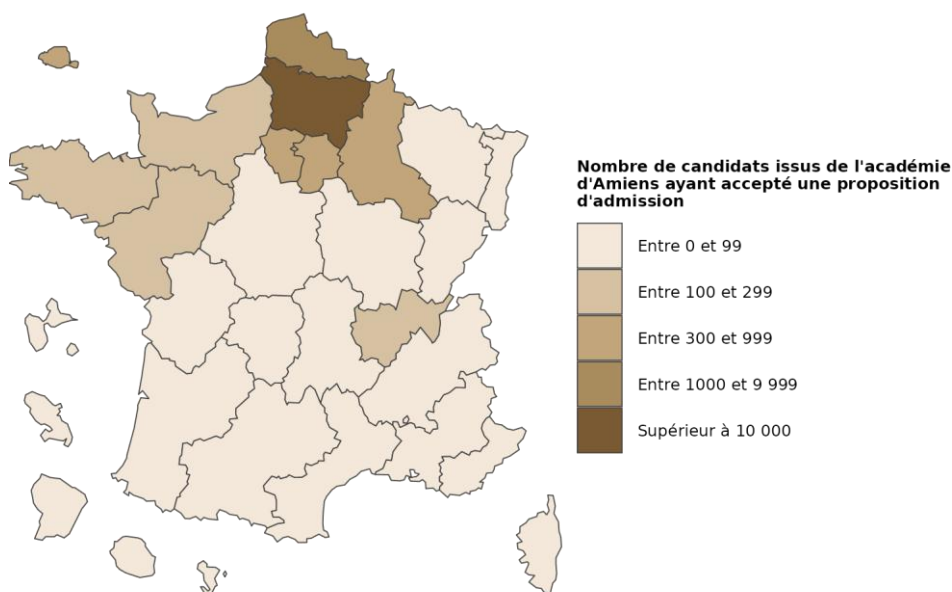 Nombre de candidats issus de l'académie
d'Amiens ayant accepté une proposition
d'admission
Entre 0 et 99
Entre 100 et 299
Entre 300 et 999
Entre 1000 et 9 999
Supérieur à 10 000